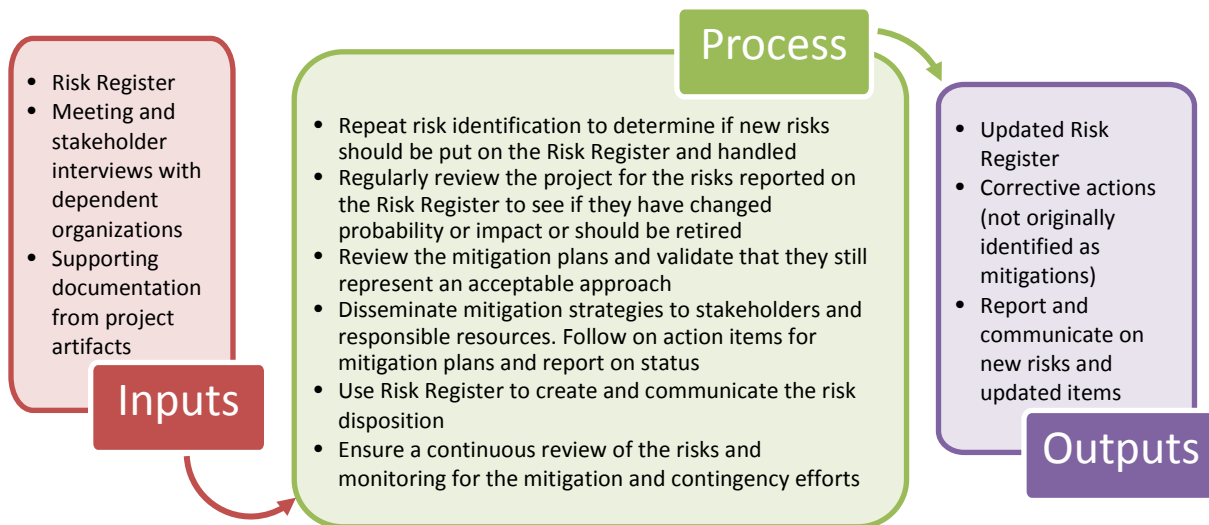 • Risk Register
• Meeting and
stakeholder
interviews with
dependent
organizations
• Supporting
documentation
from project
artifacts
Inputs
Process
• Repeat risk identification to determine if new risks
should be put on the Risk Register and handled
• Regularly review the project for the risks reported on
the Risk Register to see if they have changed
probability or impact or should be retired
• Review the mitigation plans and validate that they still
represent an acceptable approach
• Disseminate mitigation strategies to stakeholders and
responsible resources. Follow on action items for
mitigation plans and report on status
• Use Risk Register to create and communicate the risk
disposition
• Ensure a continuous review of the risks and
monitoring for the mitigation and contingency efforts
• Updated Risk
Register
• Corrective actions
(not originally
identified as
mitigations)
• Report and
communicate on
new risks and
updated items
Outputs